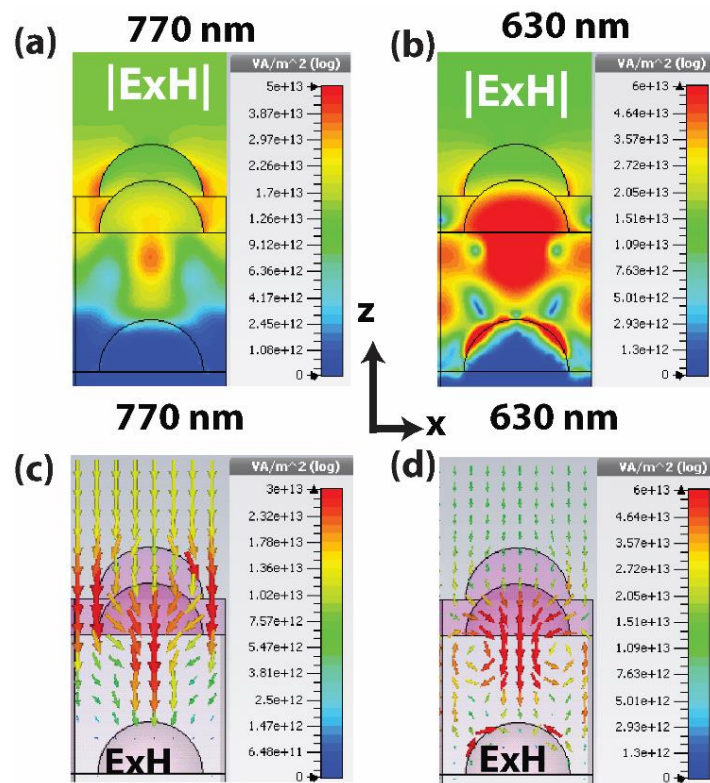 (a)
770 nm
|ExH|
VA/m^2 (log)
5e+13
3.87e+13
2.97e+13
2.26e+13
1.7e+13
1.26e+13
9.12e+12
6.36e+12
4.17e+12
2.45e+12
1.08e+12
0
(b)
630 nm
|ExH|
VA/m^2 (log)
6e+13
4.64e+13
3.57e+13
2.72e+13
2.05e+13
1.51e+13
1.09e+13
7.63e+12
5.01e+12
2.93e+12
1.3e+12
0
z
x
(c)
770 nm
ExH
VA/m^2 (log)
3e+13
2.32e+13
1.78e+13
1.36e+13
1.02e+13
7.57e+12
5.47e+12
3.81e+12
2.5e+12
1.47e+12
6.48e+11
0
(d)
630 nm
ExH
VA/m^2 (log)
6e+13
4.64e+13
3.57e+13
2.72e+13
2.05e+13
1.51e+13
1.09e+13
7.63e+12
5.01e+12
2.93e+12
1.3e+12
0